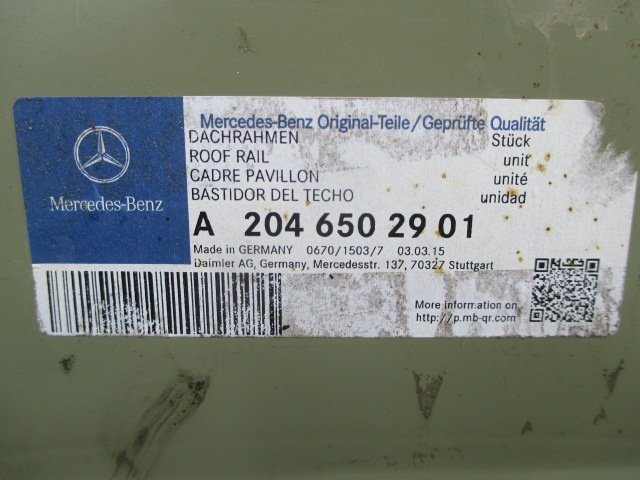 Mercedes-Benz
Mercedes-Benz Original-Teile/Geprüfte Qualität
DACHRAHMEN Stück
ROOF RAIL unit
CADRE PAVILLON unité
BASTIDOR DEL TECHO unidad
A 204 650 29 01
Made in GERMANY 0670/1503/7 03.03.15
Daimler AG, Germany, Mercedesstr. 137, 70327 Stuttgart
More information on
http://p.mb-qr.com